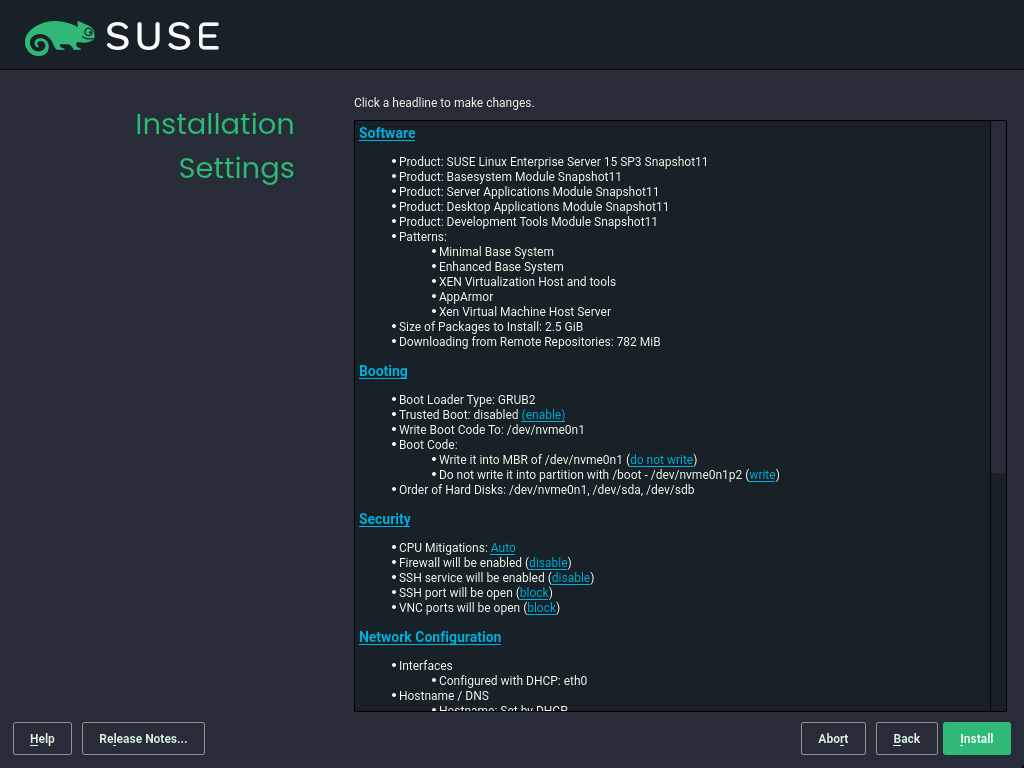 SUSE
Installation
Settings
Click a headline to make changes.
Software
• Product: SUSE Linux Enterprise Server 15 SP3 Snapshot11
• Product: Basesystem Module Snapshot11
• Product: Server Applications Module Snapshot11
• Product: Desktop Applications Module Snapshot11
• Product: Development Tools Module Snapshot11
• Patterns:
• Minimal Base System
• Enhanced Base System
• XEN Virtualization Host and tools
• AppArmor
• Xen Virtual Machine Host Server
• Size of Packages to Install: 2.5 GiB
• Downloading from Remote Repositories: 782 MiB
Booting
• Boot Loader Type: GRUB2
• Trusted Boot: disabled (enable)
• Write Boot Code To: /dev/nvme0n1
• Boot Code:
• Write it into MBR of /dev/nvme0n1 (do not write)
• Do not write it into partition with /boot - /dev/nvme0n1p2 (write)
• Order of Hard Disks: /dev/nvme0n1, /dev/sda, /dev/sdb
Security
• CPU Mitigations: Auto
• Firewall will be enabled (disable)
• SSH service will be enabled (disable)
• SSH port will be open (block)
• VNC ports will be open (block)
Network Configuration
• Interfaces
• Configured with DHCP: eth0
• Hostname / DNS
• Hostname: Set by DHCP
Help Release Notes... Abort Back Install